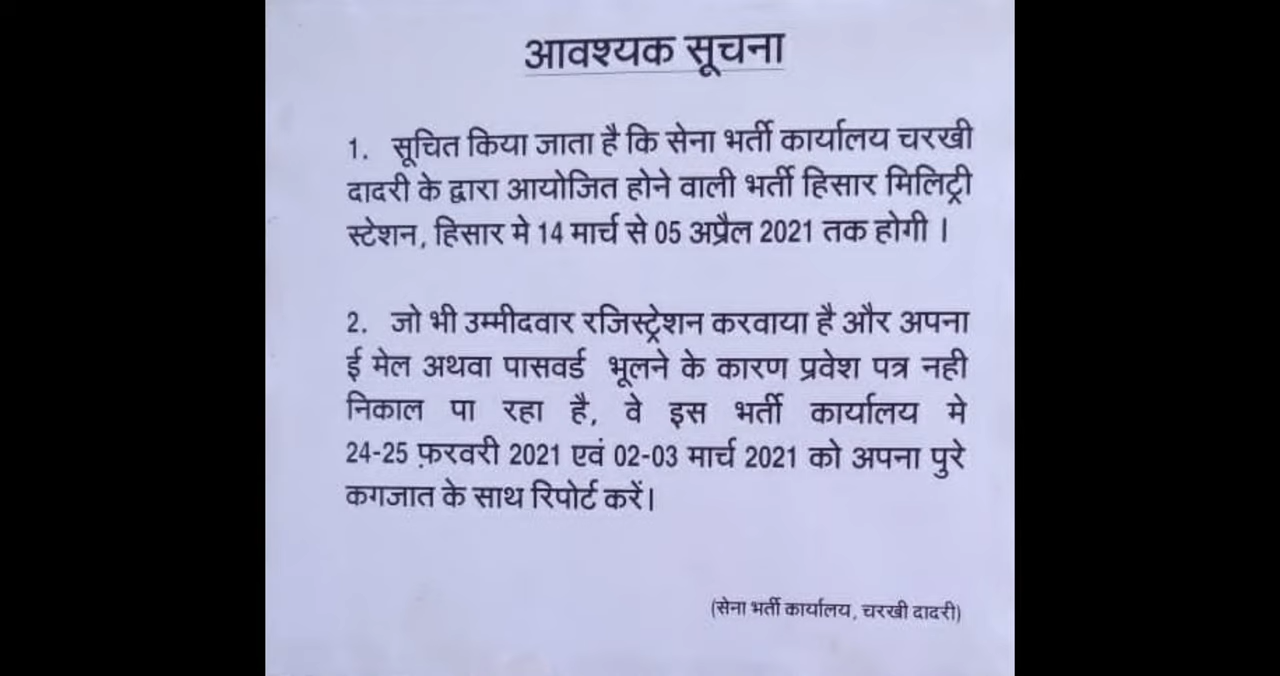 आवश्यक सूचना
1. सूचित किया जाता है कि सेना भर्ती कार्यालय चरखी
दादरी के द्वारा आयोजित होने वाली भर्ती हिसार मिलिट्री
स्टेशन, हिसार मे 14 मार्च से 05 अप्रैल 2021 तक होगी ।
2. जो भी उम्मीदवार रजिस्ट्रेशन करवाया है और अपना
ई मेल अथवा पासवर्ड भूलने के कारण प्रवेश पत्र नही
निकाल पा रहा है, वे इस भर्ती कार्यालय मे
24-25 फ़रवरी 2021 एवं 02-03 मार्च 2021 को अपना पुरे
कगजात के साथ रिपोर्ट करें।
(सेना भर्ती कार्यालय, चरखी दादरी)